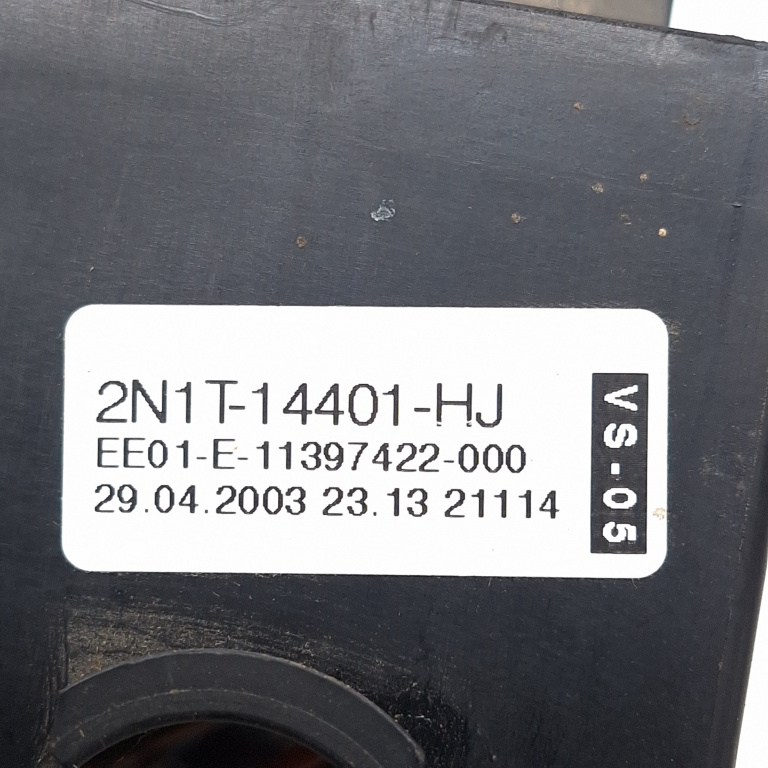 2N1T-14401-HJ
EE01-E-11397422-000
29.04.2003 23.13 21114
VS-05